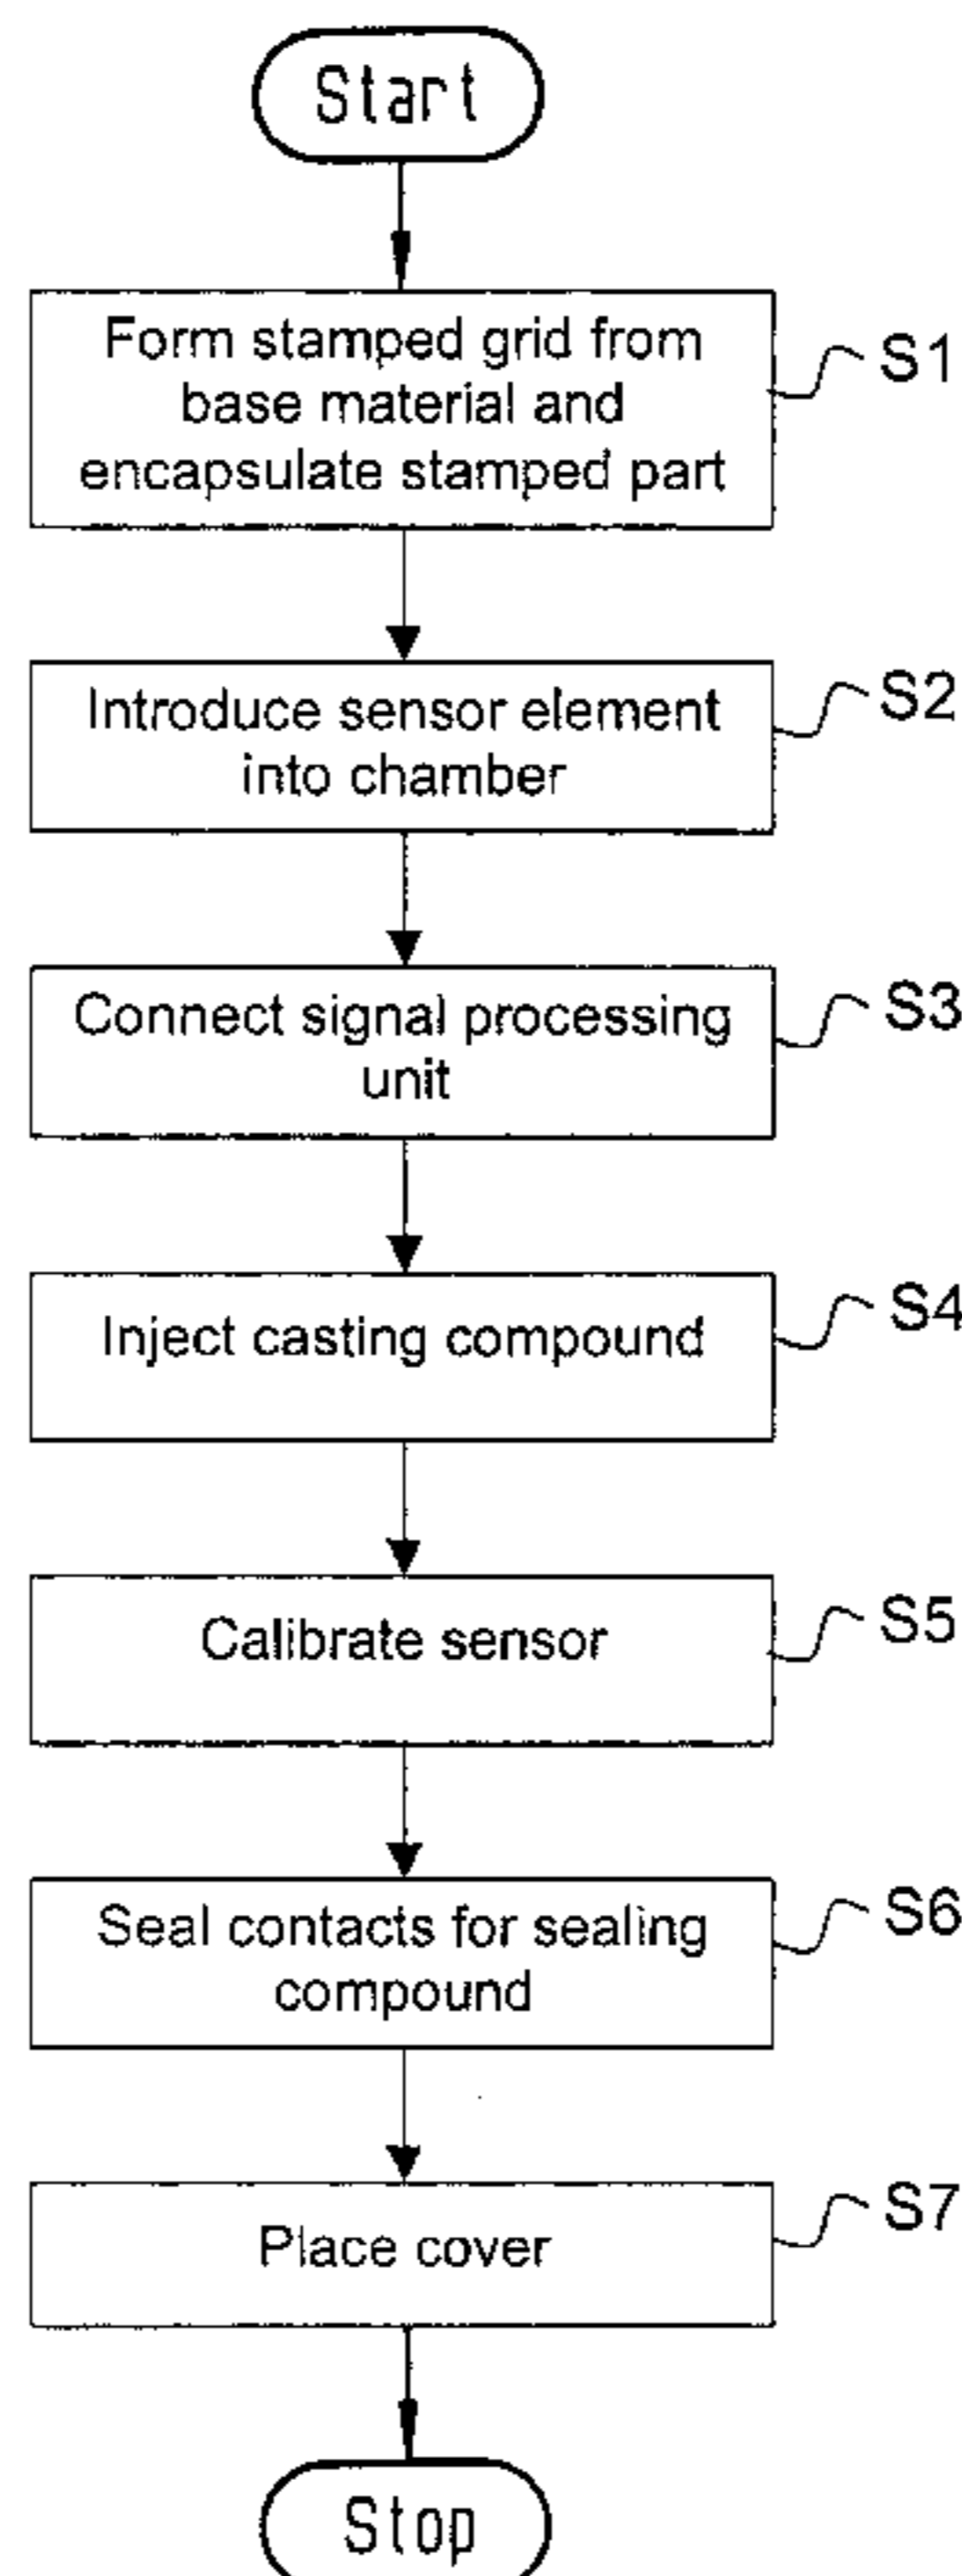 Start
Form stamped grid from
base material and
encapsulate stamped part
S1
Introduce sensor element
into chamber
S2
Connect signal processing
unit
S3
Inject casting compound
S4
Calibrate sensor
S5
Seal contacts for sealing
compound
S6
Place cover
S7
Stop